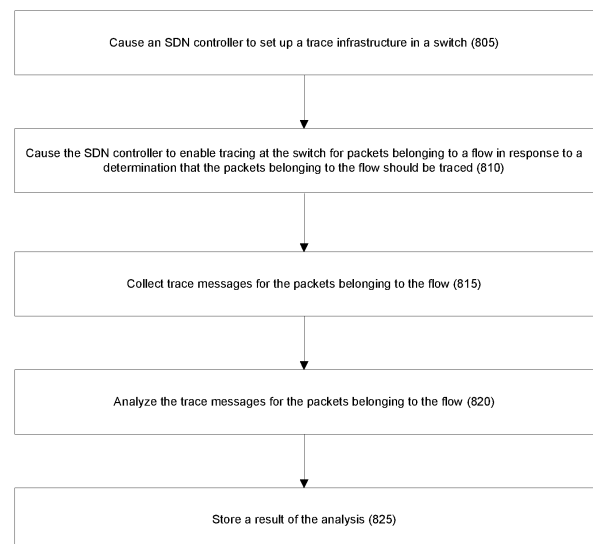 Cause an SDN controller to set up a trace infrastructure in a switch (805)
Cause the SDN controller to enable tracing at the switch for packets belonging to a flow in response to a
determination that the packets belonging to the flow should be traced (810)
Collect trace messages for the packets belonging to the flow (815)
Analyze the trace messages for the packets belonging to the flow (820)
Store a result of the analysis (825)